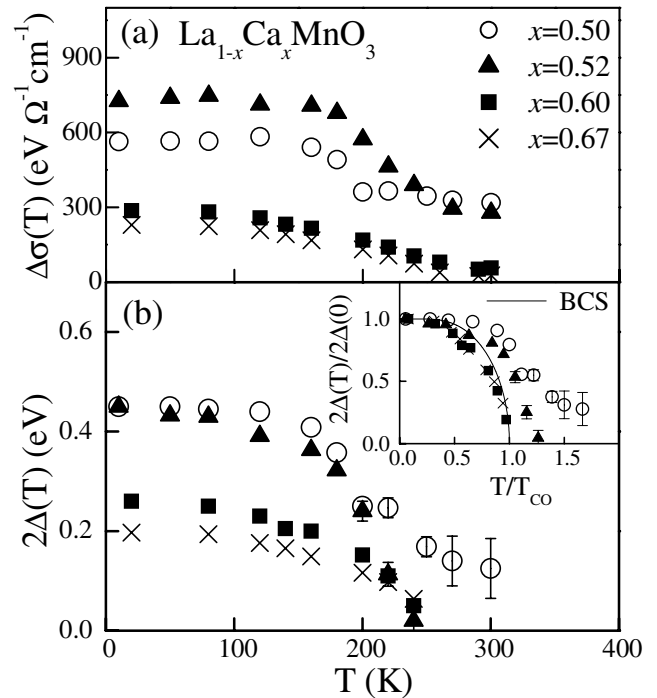 (a) La1-xCaxMnO3
x=0.50
x=0.52
x=0.60
x=0.67
Δσ(T) (eV Ω-1cm-1)
900
600
300
0
(b)
BCS
2Δ(T)/2Δ(0)
1.0
0.5
0.0
0.0 0.5 1.0 1.5
T/TCO
2Δ(T) (eV)
0.6
0.4
0.2
0.0
0 100 200 300 400
T (K)